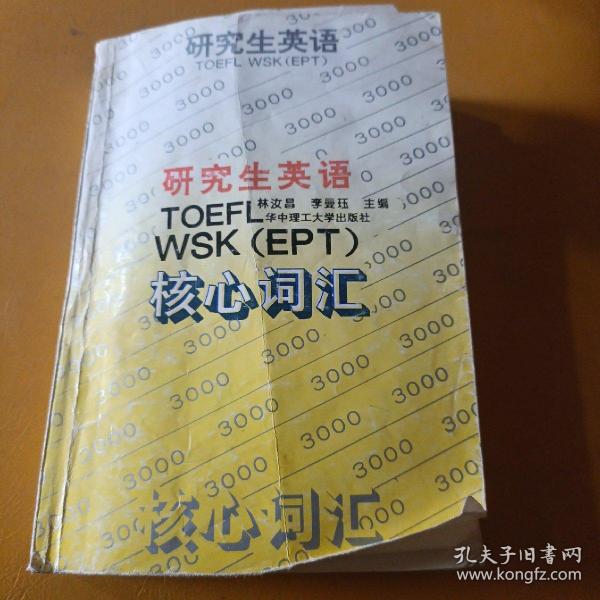 研究生英语
TOEFL WSK(EPT)
研究生英语
林汝昌 李曼珏 主编
TOEFL 华中理工大学出版社
WSK(EPT)
核心词汇
3000
核心词汇
孔夫子旧书网
www.kongfz.com